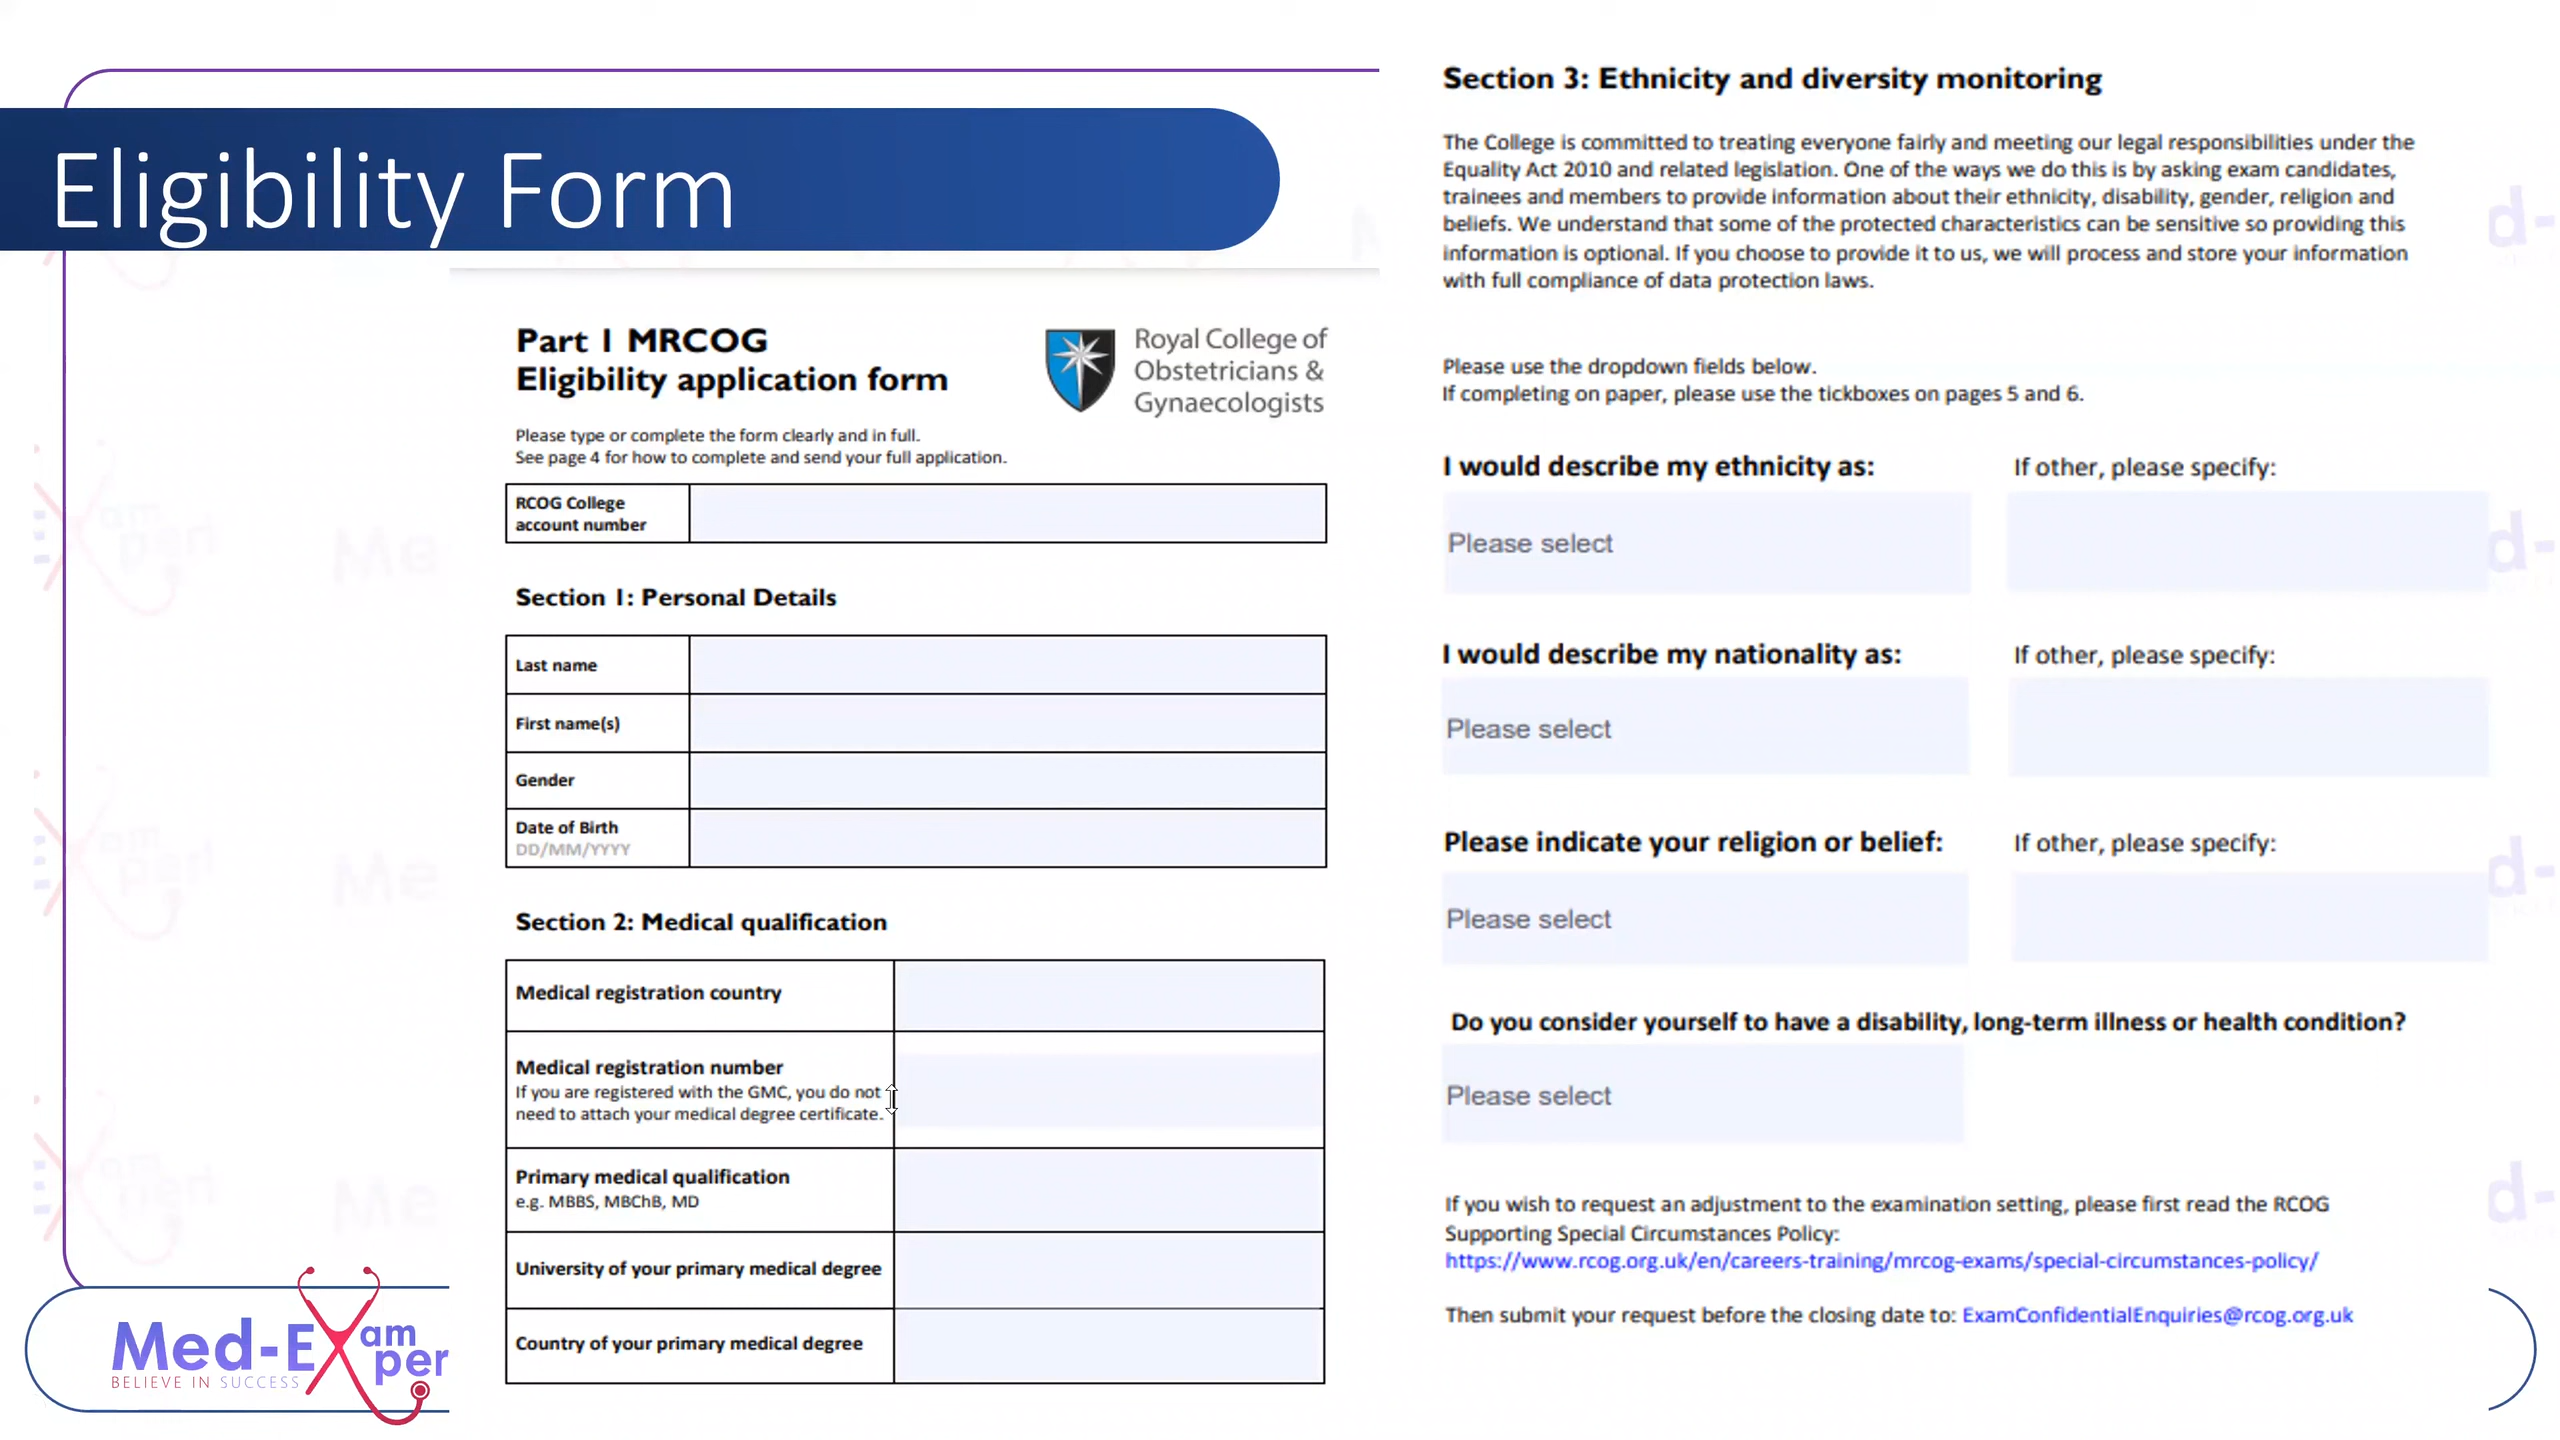 Eligibility Form
Part 1 MRCOG
Eligibility application form
Royal College of
Obstetricians &
Gynaecologists
Please type or complete the form clearly and in full.
See page 4 for how to complete and send your full application.
RCOG College
account number
Section 1: Personal Details
Last name
First name(s)
Gender
Date of Birth
DD/MM/YYYY
Section 2: Medical qualification
Medical registration country
Medical registration number
If you are registered with the GMC, you do not
need to attach your medical degree certificate.
Primary medical qualification
e.g. MBBS, MBChB, MD
University of your primary medical degree
Country of your primary medical degree
Section 3: Ethnicity and diversity monitoring
The College is committed to treating everyone fairly and meeting our legal responsibilities under the
Equality Act 2010 and related legislation. One of the ways we do this is by asking exam candidates,
trainees and members to provide information about their ethnicity, disability, gender, religion and
beliefs. We understand that some of the protected characteristics can be sensitive so providing this
information is optional. If you choose to provide it to us, we will process and store your information
with full compliance of data protection laws.
Please use the dropdown fields below.
If completing on paper, please use the tickboxes on pages 5 and 6.
I would describe my ethnicity as:
If other, please specify:
Please select
I would describe my nationality as:
If other, please specify:
Please select
Please indicate your religion or belief:
If other, please specify:
Please select
Do you consider yourself to have a disability, long-term illness or health condition?
Please select
If you wish to request an adjustment to the examination setting, please first read the RCOG
Supporting Special Circumstances Policy:
https://www.rcog.org.uk/en/careers-training/mrcog-exams/special-circumstances-policy/
Then submit your request before the closing date to: ExamConfidentialEnquiries@rcog.org.uk
Med-Exam
xper
BELIEVE IN SUCCESS